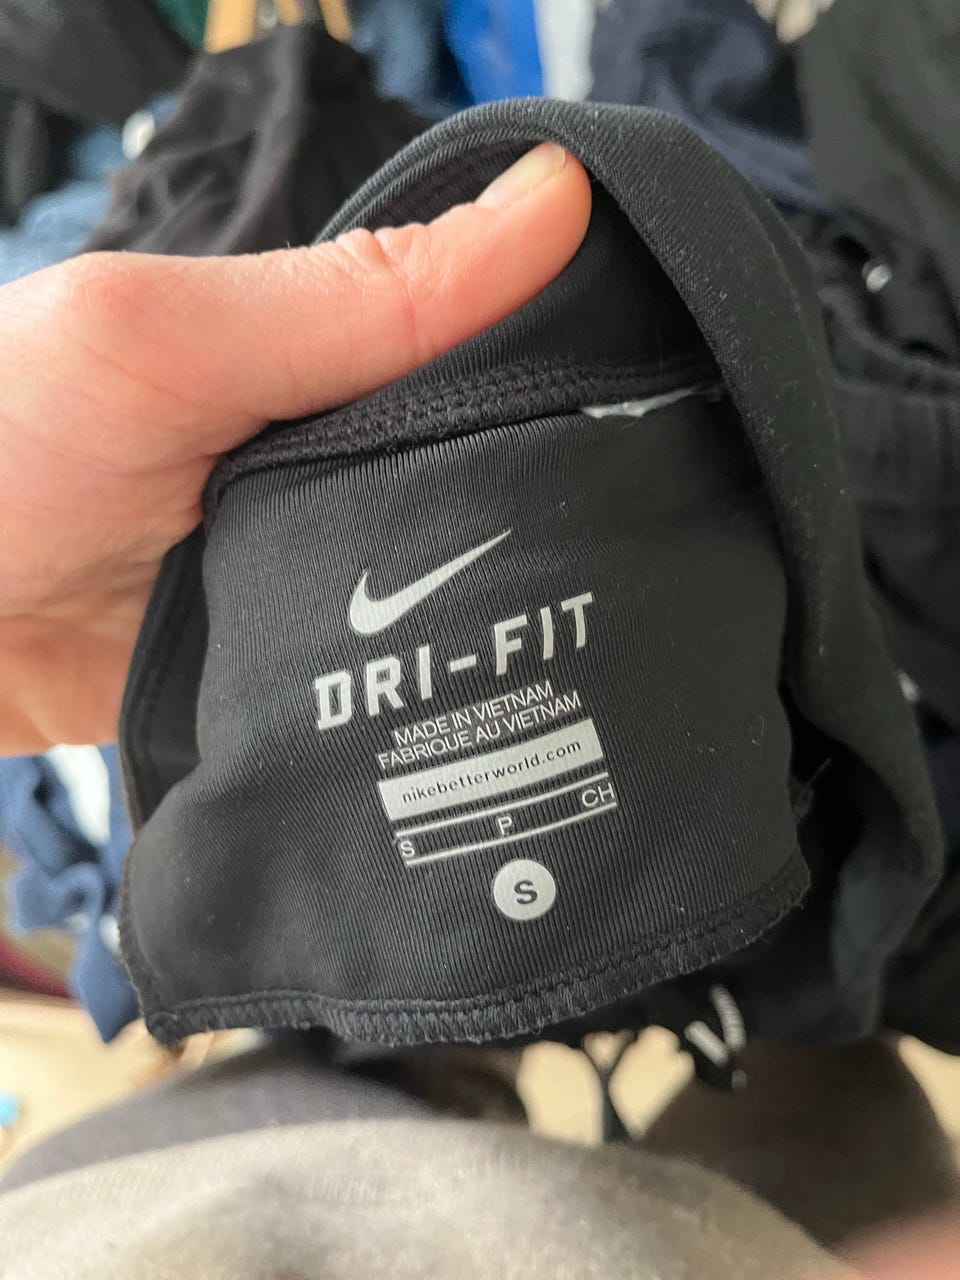 DRI-FIT
MADE IN VIETNAM
FABRIQUE AU VIETNAM
nikebetterworld.com
S P CH
S